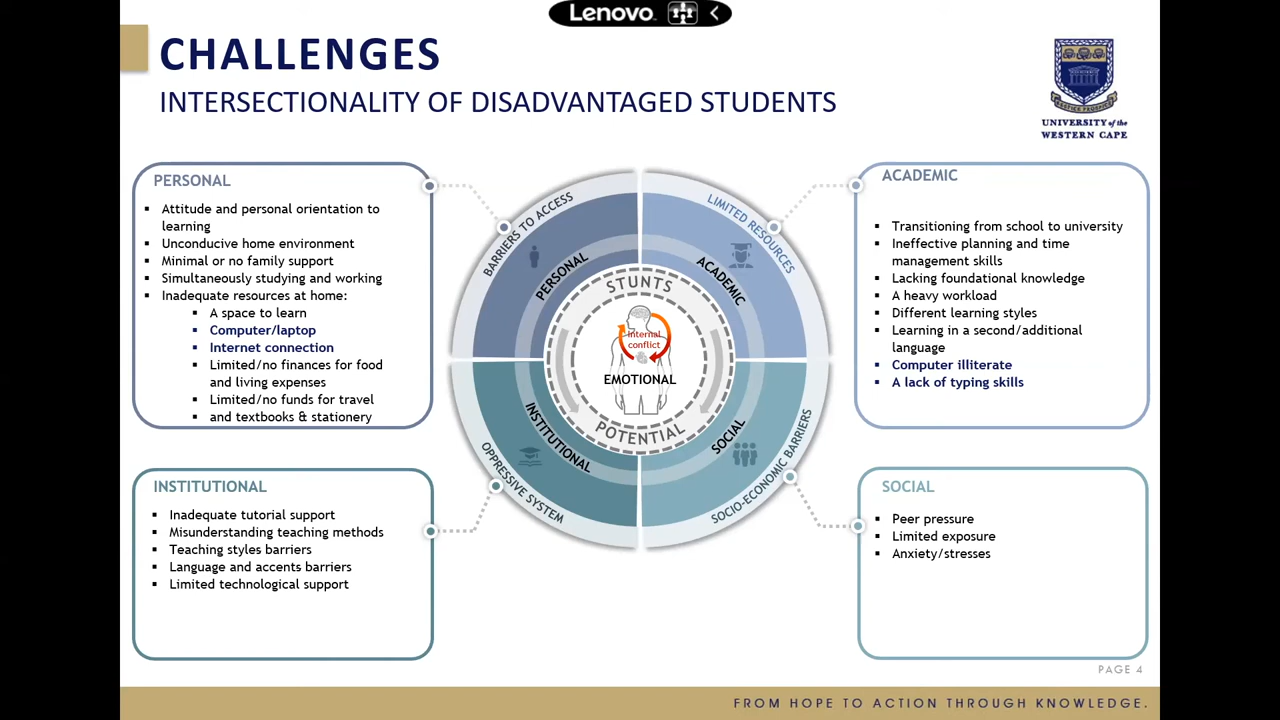 Lenovo
CHALLENGES
INTERSECTIONALITY OF DISADVANTAGED STUDENTS
UNIVERSITY of the
WESTERN CAPE
PERSONAL
Attitude and personal orientation to
learning
Unconducive home environment
Minimal or no family support
Simultaneously studying and working
Inadequate resources at home:
A space to learn
Computer/laptop
Internet connection
Limited/no finances for food
and living expenses
Limited/no funds for travel
and textbooks & stationery
BARRIERS TO ACCESS
LIMITED RESOURCES
PERSONAL
ACADEMIC
STUNTS
Internal
conflict
EMOTIONAL
POTENTIAL
INSTITUTIONAL
SOCIAL
OPPRESSIVE SYSTEM
SOCIO-ECONOMIC BARRIERS
ACADEMIC
Transitioning from school to university
Ineffective planning and time
management skills
Lacking foundational knowledge
A heavy workload
Different learning styles
Learning in a second/additional
language
Computer illiterate
A lack of typing skills
INSTITUTIONAL
Inadequate tutorial support
Misunderstanding teaching methods
Teaching styles barriers
Language and accents barriers
Limited technological support
SOCIAL
Peer pressure
Limited exposure
Anxiety/stresses
PAGE 4
FROM HOPE TO ACTION THROUGH KNOWLEDGE.